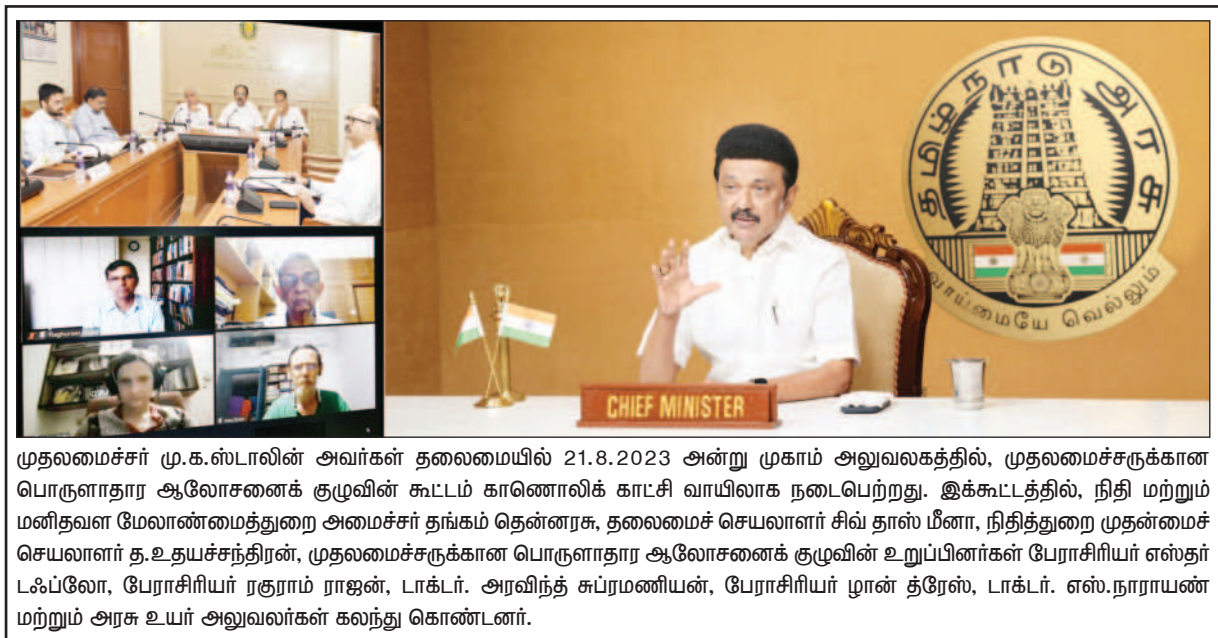 தமிழ்நாடு அரசு
வாய்மையே வெல்லும்
CHIEF MINISTER
முதலமைச்சர் மு.க.ஸ்டாலின் அவர்கள் தலைமையில் 21.8.2023 அன்று முகாம் அலுவலகத்தில், முதலமைச்சருக்கான
பொருளாதார ஆலோசனைக் குழுவின் கூட்டம் காணொலிக் காட்சி வாயிலாக நடைபெற்றது. இக்கூட்டத்தில், நிதி மற்றும்
மனிதவள மேலாண்மைத்துறை அமைச்சர் தங்கம் தென்னரசு, தலைமைச் செயலாளர் சிவ் தாஸ் மீனா, நிதித்துறை முதன்மைச்
செயலாளர் த.உதயச்சந்திரன், முதலமைச்சருக்கான பொருளாதார ஆலோசனைக் குழுவின் உறுப்பினர்கள் பேராசிரியர் எஸ்தர்
டஃப்லோ, பேராசிரியர் ரகுராம் ராஜன், டாக்டர். அரவிந்த் சுப்ரமணியன், பேராசிரியர் ழான் த்ரேஸ், டாக்டர். எஸ்.நாராயண்
மற்றும் அரசு உயர் அலுவலர்கள் கலந்து கொண்டனர்.